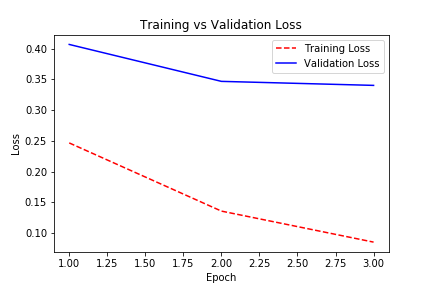 Training vs Validation Loss
Training Loss
Validation Loss
0.40
0.35
0.30
0.25
0.20
0.15
0.10
Loss
1.00 1.25 1.50 1.75 2.00 2.25 2.50 2.75 3.00
Epoch